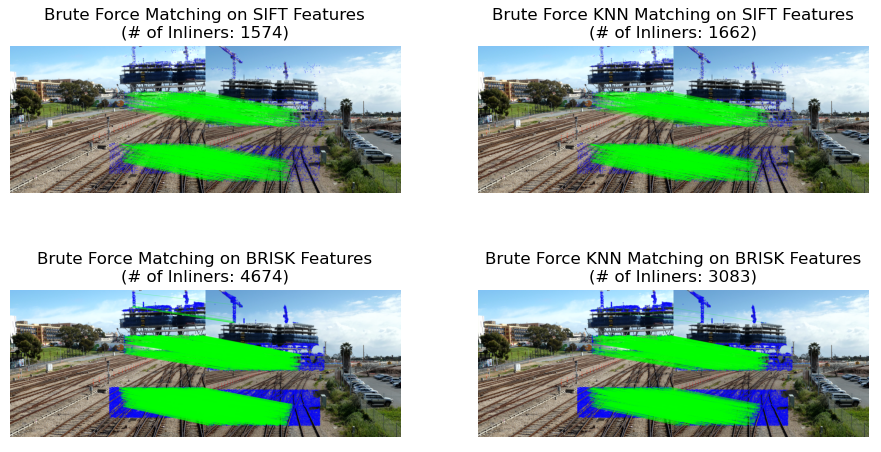 Brute Force Matching on SIFT Features
(# of Inliners: 1574)
Brute Force KNN Matching on SIFT Features
(# of Inliners: 1662)
Brute Force Matching on BRISK Features
(# of Inliners: 4674)
Brute Force KNN Matching on BRISK Features
(# of Inliners: 3083)